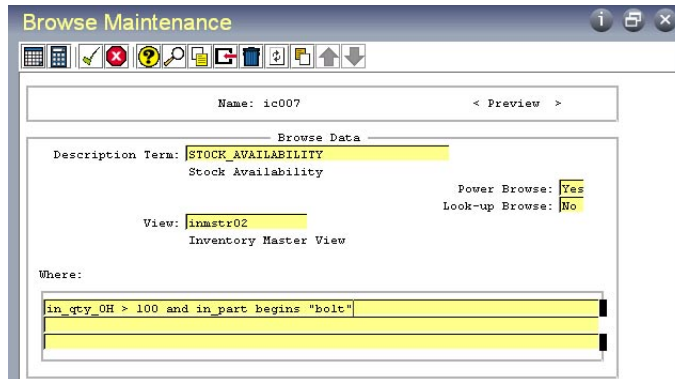 Browse Maintenance
Name: ic007 < Preview >
Browse Data
Description Term: STOCK_AVAILABILITY
Stock Availability
Power Browse: Yes
Look-up Browse: No
View: inmstr02
Inventory Master View
Where:
in_qty_OH > 100 and in_part begins "bolt"